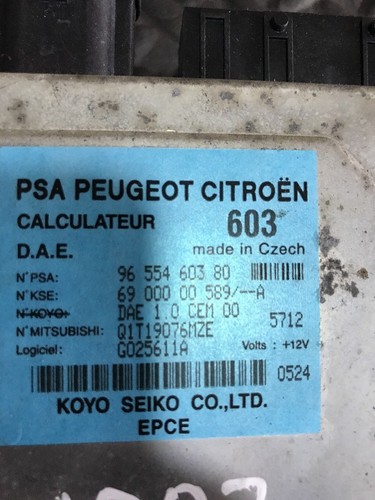 PSA PEUGEOT CITROËN
CALCULATEUR 603
D.A.E. made in Czech
N°PSA: 96 554 603 80
N°KSE: 69 000 00 589/--A
N°KOYO: DAE 1.0 CEM 00
N°MITSUBISHI: Q1T19076MZE 5712
Logiciel: G025611A Volts : +12V
0524
KOYO SEIKO CO.,LTD.
EPCE